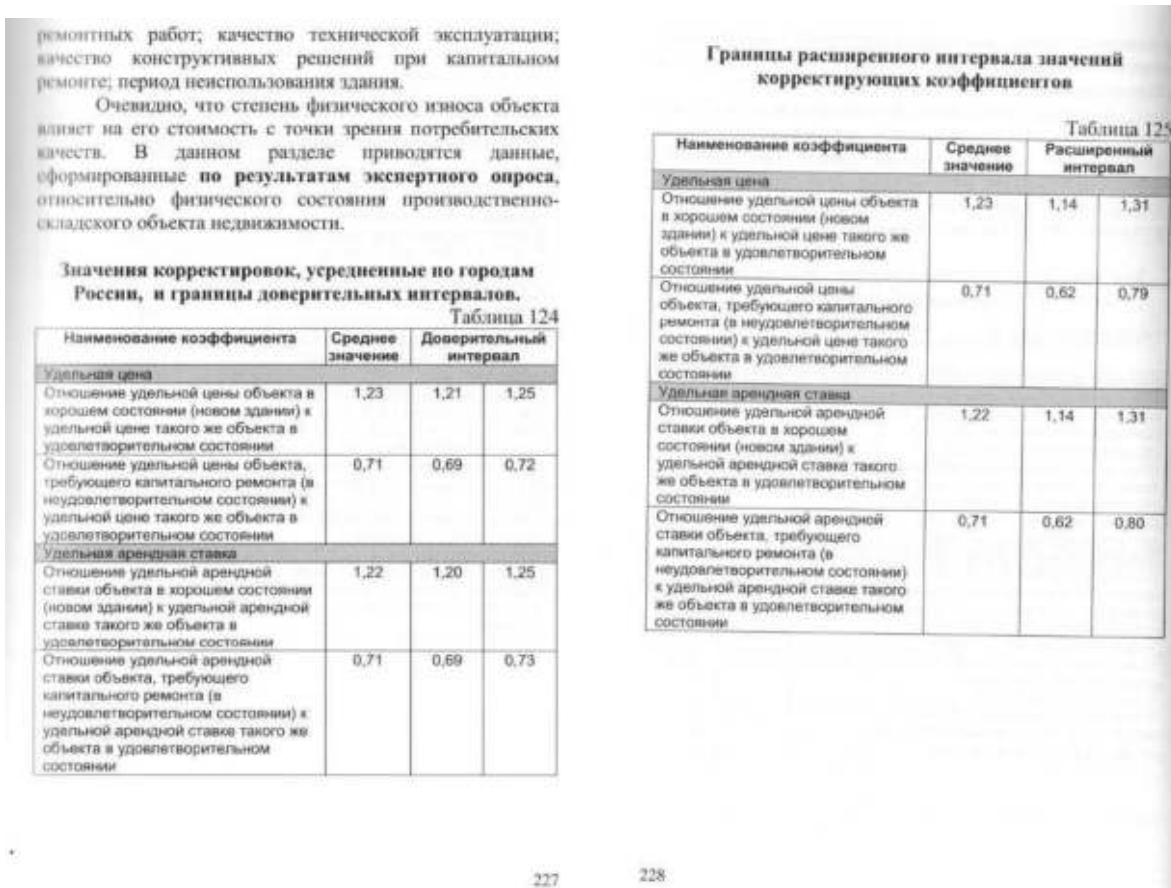 ремонтных работ; качество технической эксплуатации;
качество конструктивных решений при капитальном
ремонте; период неиспользования здания.
Очевидно, что степень физического износа объекта
влияет на его стоимость с точки зрения потребительских
качеств. В данном разделе приводятся данные,
сформированные по результатам экспертного опроса,
относительно физического состояния производственно-
складского объекта недвижимости.
Значения корректировок, усредненные по городам
России, и границы доверительных интервалов.
Таблица 124
Наименование коэффициента Среднее Доверительный
значение интервал
Удельная цена
Отношение удельной цены объекта в 1,23 1,21 1,25
хорошем состоянии (новом здании) к
удельной цене такого же объекта в
удовлетворительном состоянии
Отношение удельной цены объекта, 0,71 0,69 0,72
требующего капитального ремонта (в
неудовлетворительном состоянии) к
удельной цене такого же объекта в
удовлетворительном состоянии
Удельная арендная ставка
Отношение удельной арендной 1,22 1,20 1,25
ставки объекта в хорошем состоянии
(новом здании) к удельной арендной
ставке такого же объекта в
удовлетворительном состоянии
Отношение удельной арендной 0,71 0,69 0,73
ставки объекта, требующего
капитального ремонта (в
неудовлетворительном состоянии) к
удельной арендной ставке такого же
объекта в удовлетворительном
состоянии
227
Границы расширенного интервала значений
корректирующих коэффициентов
Таблица 125
Наименование коэффициента Среднее Расширенный
значение интервал
Удельная цена
Отношение удельной цены объекта 1,23 1,14 1,31
в хорошем состоянии (новом
здании) к удельной цене такого же
объекта в удовлетворительном
состоянии
Отношение удельной цены 0,71 0,62 0,79
объекта, требующего капитального
ремонта (в неудовлетворительном
состоянии) к удельной цене такого
же объекта в удовлетворительном
состоянии
Удельная арендная ставка
Отношение удельной арендной 1,22 1,14 1,31
ставки объекта в хорошем
состоянии (новом здании) к
удельной арендной ставке такого
же объекта в удовлетворительном
состоянии
Отношение удельной арендной 0,71 0,62 0,80
ставки объекта, требующего
капитального ремонта (в
неудовлетворительном состоянии)
к удельной арендной ставке такого
же объекта в удовлетворительном
состоянии
228